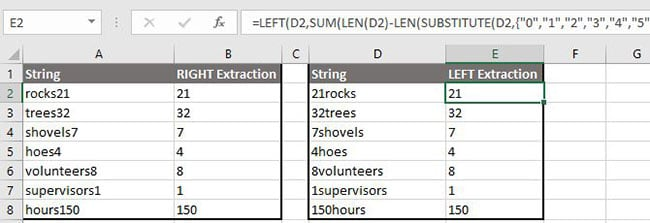 E2 fx =LEFT(D2,SUM(LEN(D2)-LEN(SUBSTITUTE(D2,{"0","1","2","3","4","5"
A B C D E F G
1 String RIGHT Extraction String LEFT Extraction
2 rocks21 21 21rocks 21
3 trees32 32 32trees 32
4 shovels7 7 7shovels 7
5 hoes4 4 4hoes 4
6 volunteers8 8 8volunteers 8
7 supervisors1 1 1supervisors 1
8 hours150 150 150hours 150